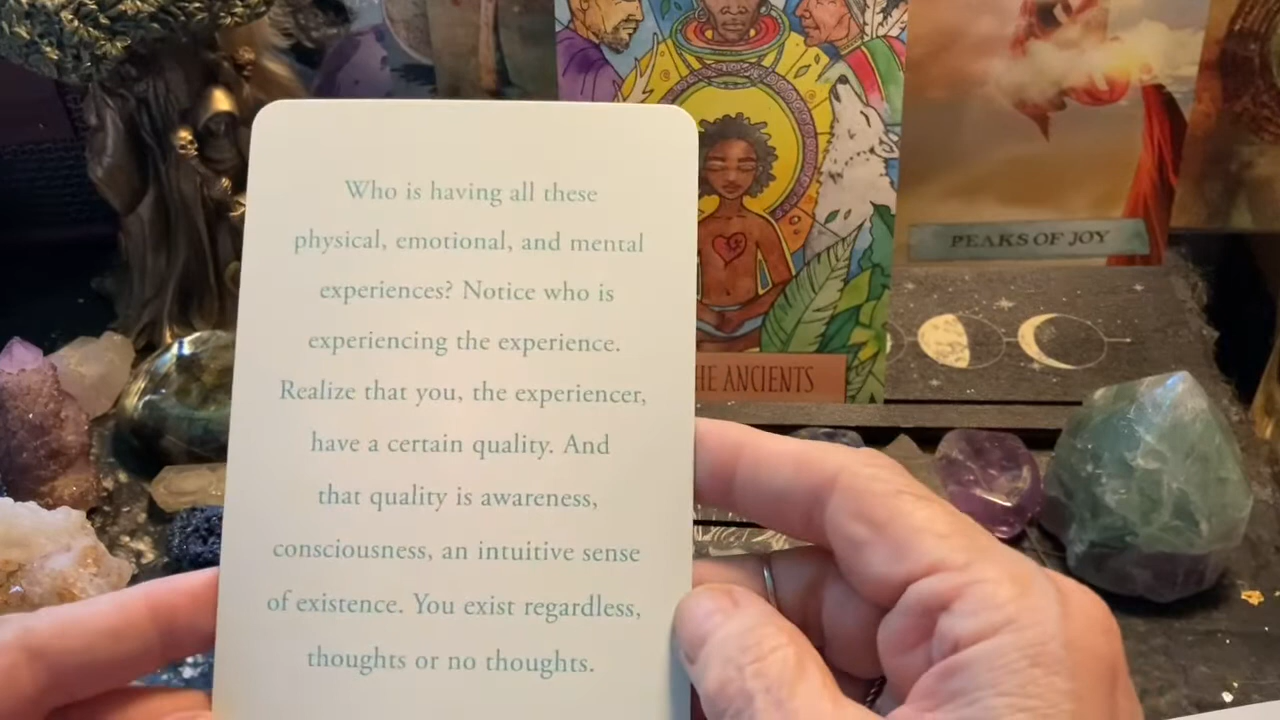 Who is having all these
physical, emotional, and mental
experiences? Notice who is
experiencing the experience.
Realize that you, the experiencer,
have a certain quality. And
that quality is awareness,
consciousness, an intuitive sense
of existence. You exist regardless,
thoughts or no thoughts.
HE ANCIENTS
PEAKS OF JOY